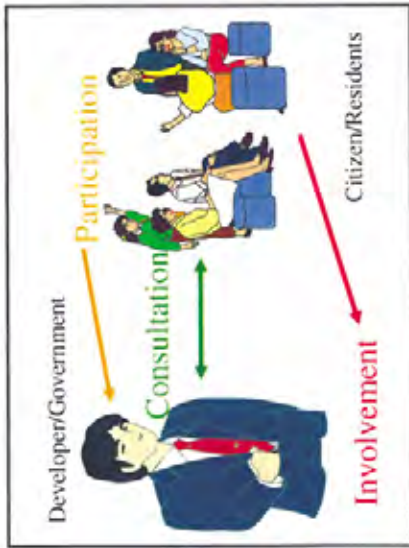 Developer/Government
Participation
Consultation
Involvement
Citizen/Residents